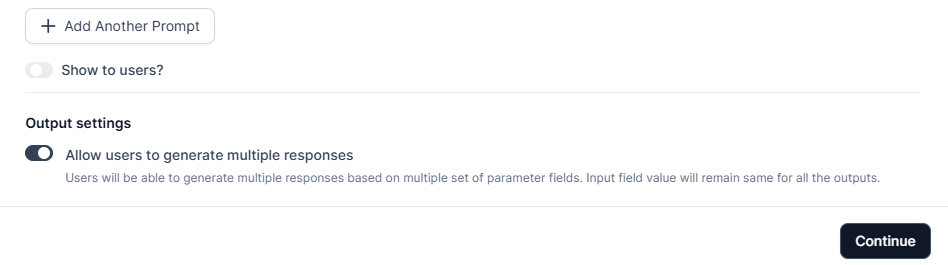 Add Another Prompt
Show to users?
Output settings
Allow users to generate multiple responses
Users will be able to generate multiple responses based on multiple set of parameter fields. Input field value will remain same for all the outputs.
Continue